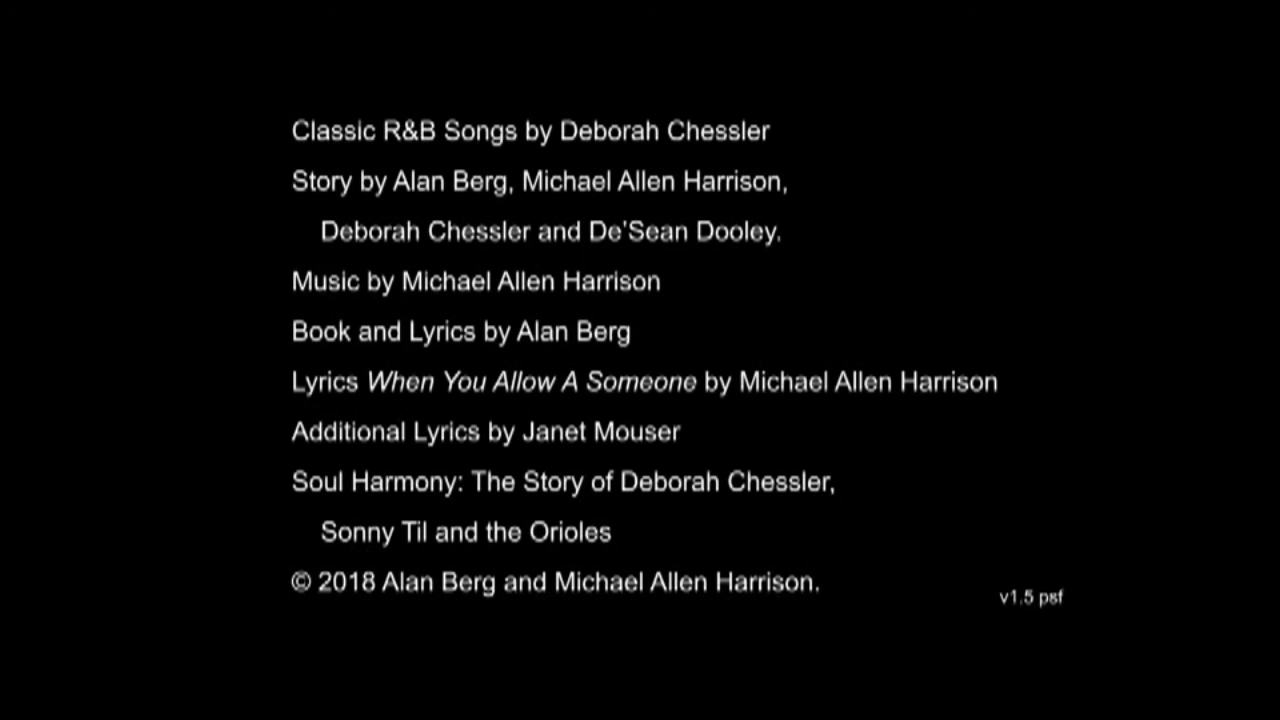 Classic R&B Songs by Deborah Chessler
Story by Alan Berg, Michael Allen Harrison,
Deborah Chessler and De'Sean Dooley.
Music by Michael Allen Harrison
Book and Lyrics by Alan Berg
Lyrics When You Allow A Someone by Michael Allen Harrison
Additional Lyrics by Janet Mouser
Soul Harmony: The Story of Deborah Chessler,
Sonny Til and the Orioles
© 2018 Alan Berg and Michael Allen Harrison.
v1.5 psf